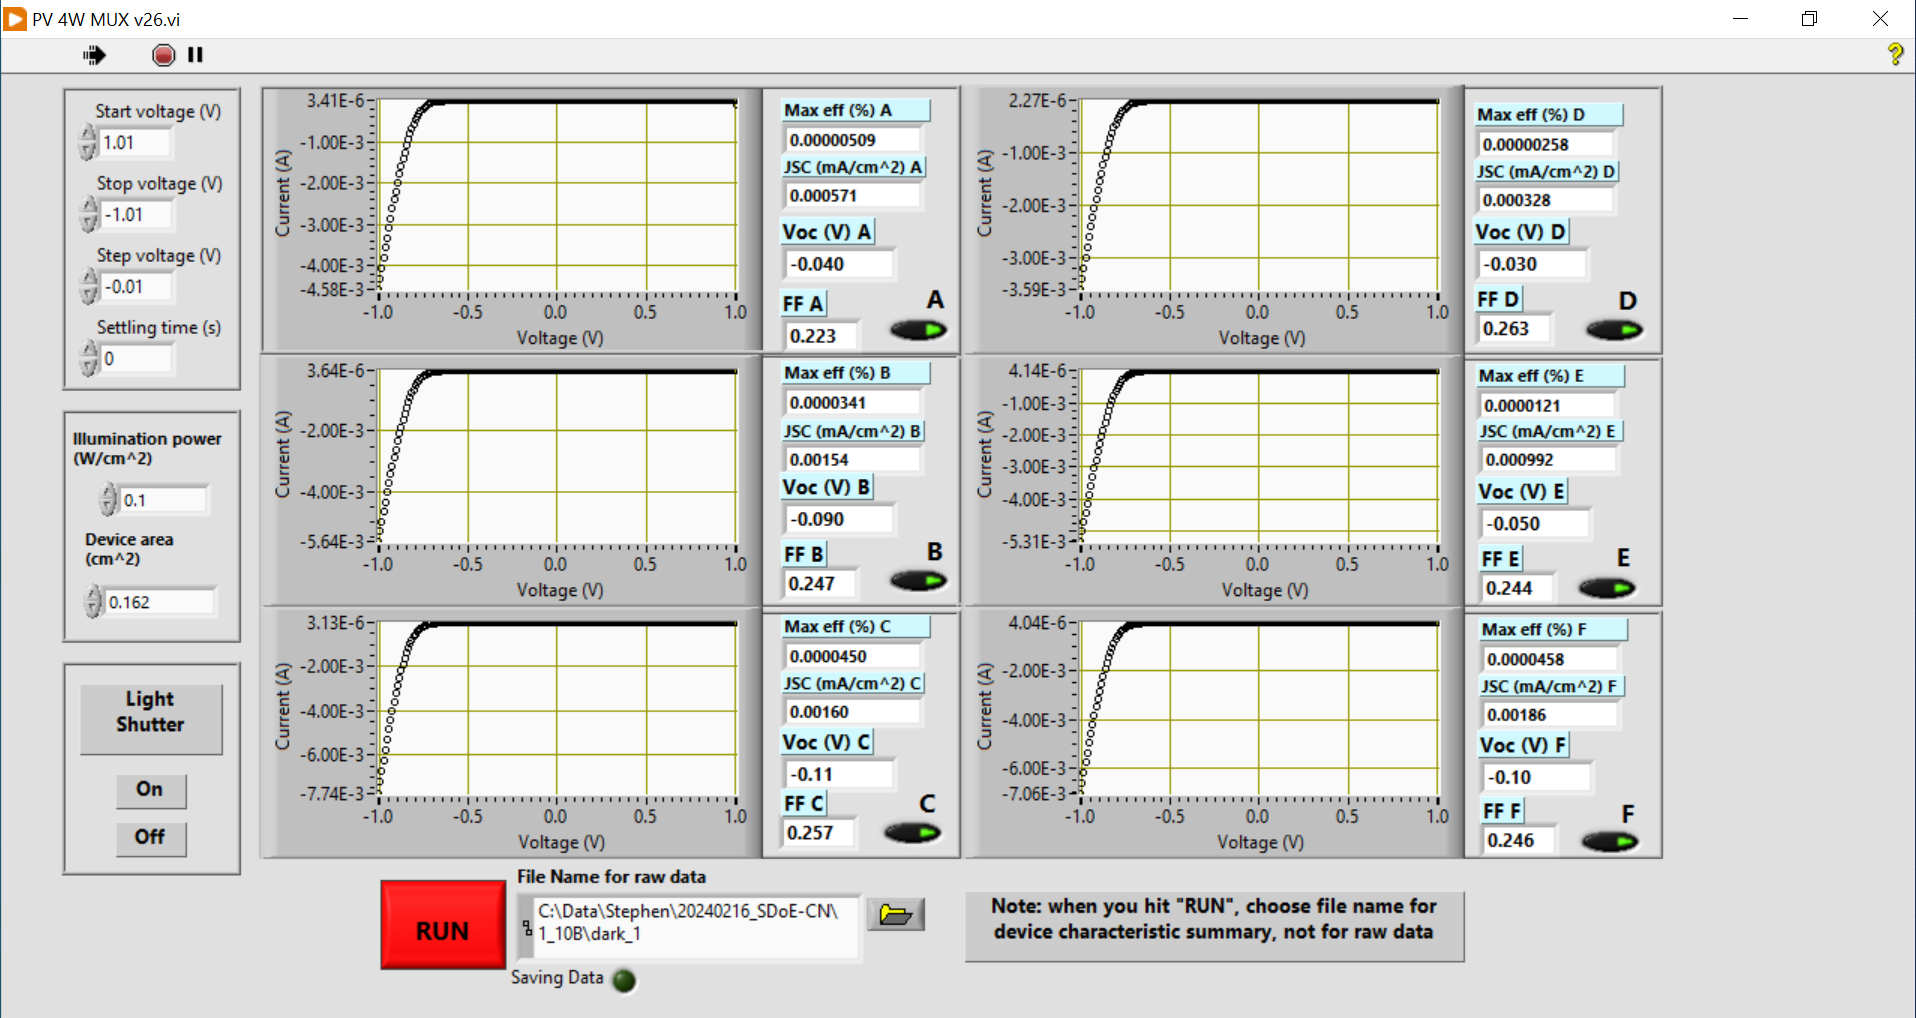 PV 4W MUX v26.vi
Start voltage (V)
1.01
Stop voltage (V)
-1.01
Step voltage (V)
-0.01
Settling time (s)
0
Illumination power
(W/cm^2)
0.1
Device area
(cm^2)
0.162
Light
Shutter
On
Off
Current (A)
3.41E-6
-1.00E-3
-2.00E-3
-3.00E-3
-4.00E-3
-4.58E-3
-1.0 -0.5 0.0 0.5 1.0
Voltage (V)
Max eff (%) A
0.00000509
JSC (mA/cm^2) A
0.000571
Voc (V) A
-0.040
FF A
0.223
A
Current (A)
2.27E-6
-1.00E-3
-2.00E-3
-3.00E-3
-3.59E-3
-1.0 -0.5 0.0 0.5 1.0
Voltage (V)
Max eff (%) D
0.00000258
JSC (mA/cm^2) D
0.000328
Voc (V) D
-0.030
FF D
0.263
D
Current (A)
3.64E-6
-2.00E-3
-4.00E-3
-5.64E-3
-1.0 -0.5 0.0 0.5 1.0
Voltage (V)
Max eff (%) B
0.0000341
JSC (mA/cm^2) B
0.00154
Voc (V) B
-0.090
FF B
0.247
B
Current (A)
4.14E-6
-1.00E-3
-2.00E-3
-3.00E-3
-4.00E-3
-5.31E-3
-1.0 -0.5 0.0 0.5 1.0
Voltage (V)
Max eff (%) E
0.0000121
JSC (mA/cm^2) E
0.000992
Voc (V) E
-0.050
FF E
0.244
E
Current (A)
3.13E-6
-2.00E-3
-4.00E-3
-6.00E-3
-7.74E-3
-1.0 -0.5 0.0 0.5 1.0
Voltage (V)
Max eff (%) C
0.0000450
JSC (mA/cm^2) C
0.00160
Voc (V) C
-0.11
FF C
0.257
C
Current (A)
4.04E-6
-2.00E-3
-4.00E-3
-6.00E-3
-7.06E-3
-1.0 -0.5 0.0 0.5 1.0
Voltage (V)
Max eff (%) F
0.0000458
JSC (mA/cm^2) F
0.00186
Voc (V) F
-0.10
FF F
0.246
F
RUN
File Name for raw data
C:\Data\Stephen\20240216_SDoE-CN\
1_10B\dark_1
Saving Data
Note: when you hit "RUN", choose file name for
device characteristic summary, not for raw data